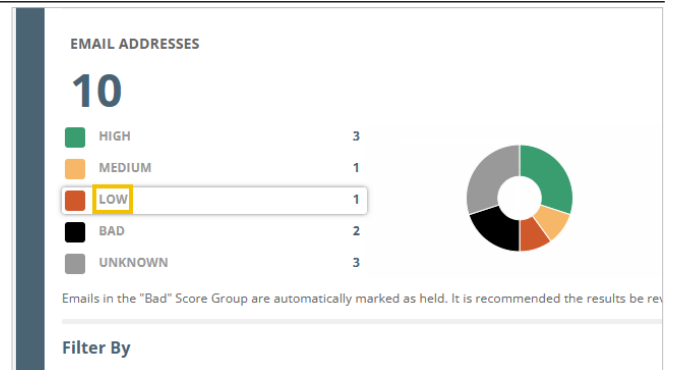 EMAIL ADDRESSES
10
HIGH 3
MEDIUM 1
LOW 1
BAD 2
UNKNOWN 3
Emails in the "Bad" Score Group are automatically marked as held. It is recommended the results be
Filter By